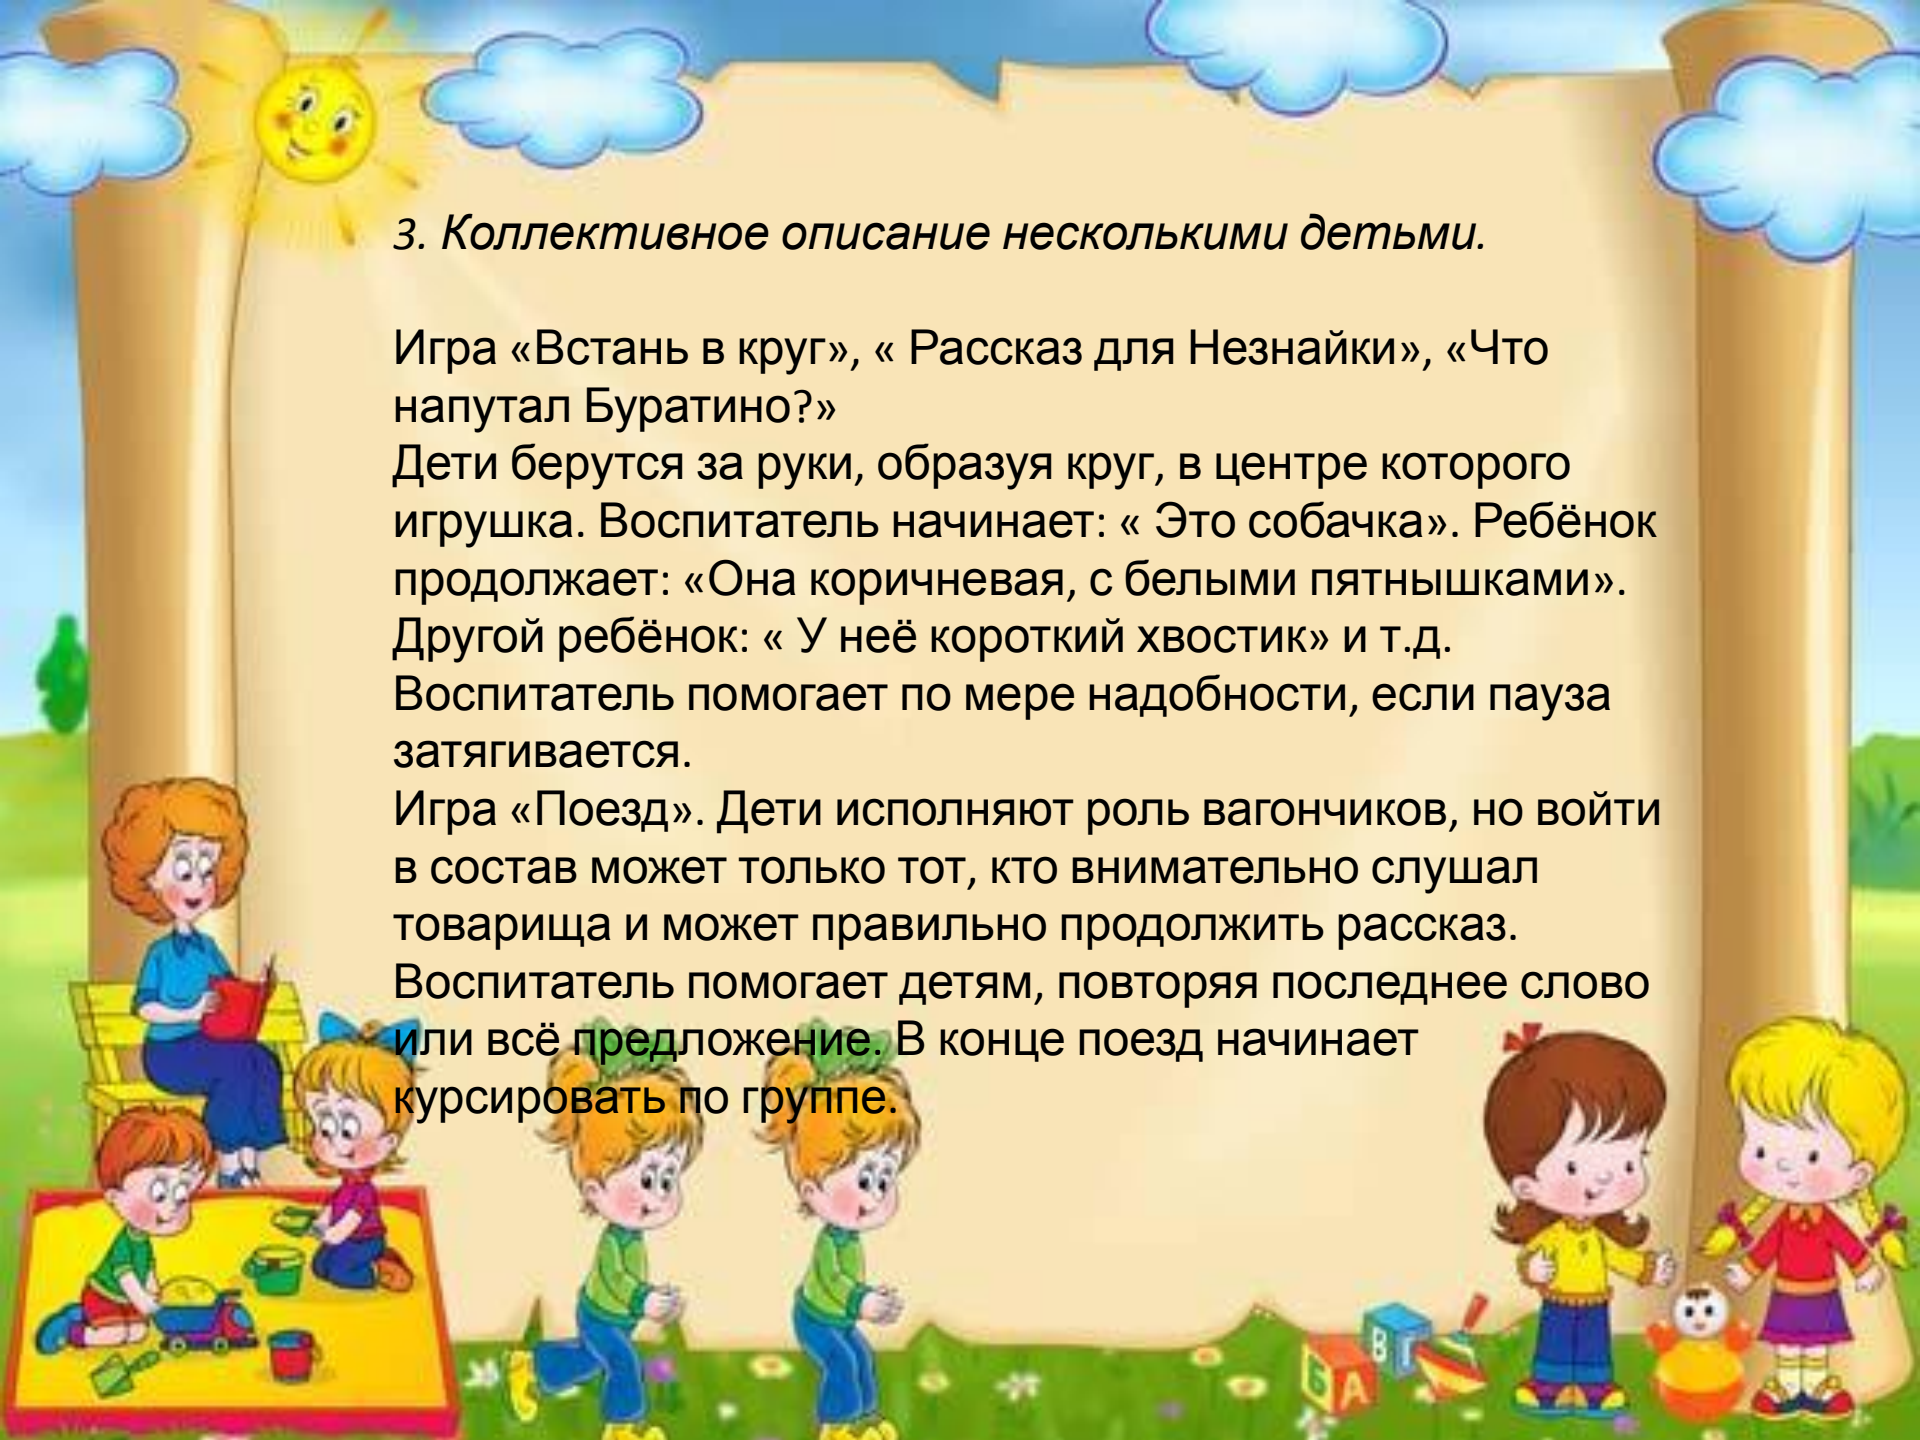 3. Коллективное описание несколькими детьми.
Игра «Встань в круг», « Рассказ для Незнайки», «Что
напутал Буратино?»
Дети берутся за руки, образуя круг, в центре которого
игрушка. Воспитатель начинает: « Это собачка». Ребёнок
продолжает: «Она коричневая, с белыми пятнышками».
Другой ребёнок: « У неё короткий хвостик» и т.д.
Воспитатель помогает по мере надобности, если пауза
затягивается.
Игра «Поезд». Дети исполняют роль вагончиков, но войти
в состав может только тот, кто внимательно слушал
товарища и может правильно продолжить рассказ.
Воспитатель помогает детям, повторяя последнее слово
или всё предложение. В конце поезд начинает
курсировать по группе.
В Г
Б А